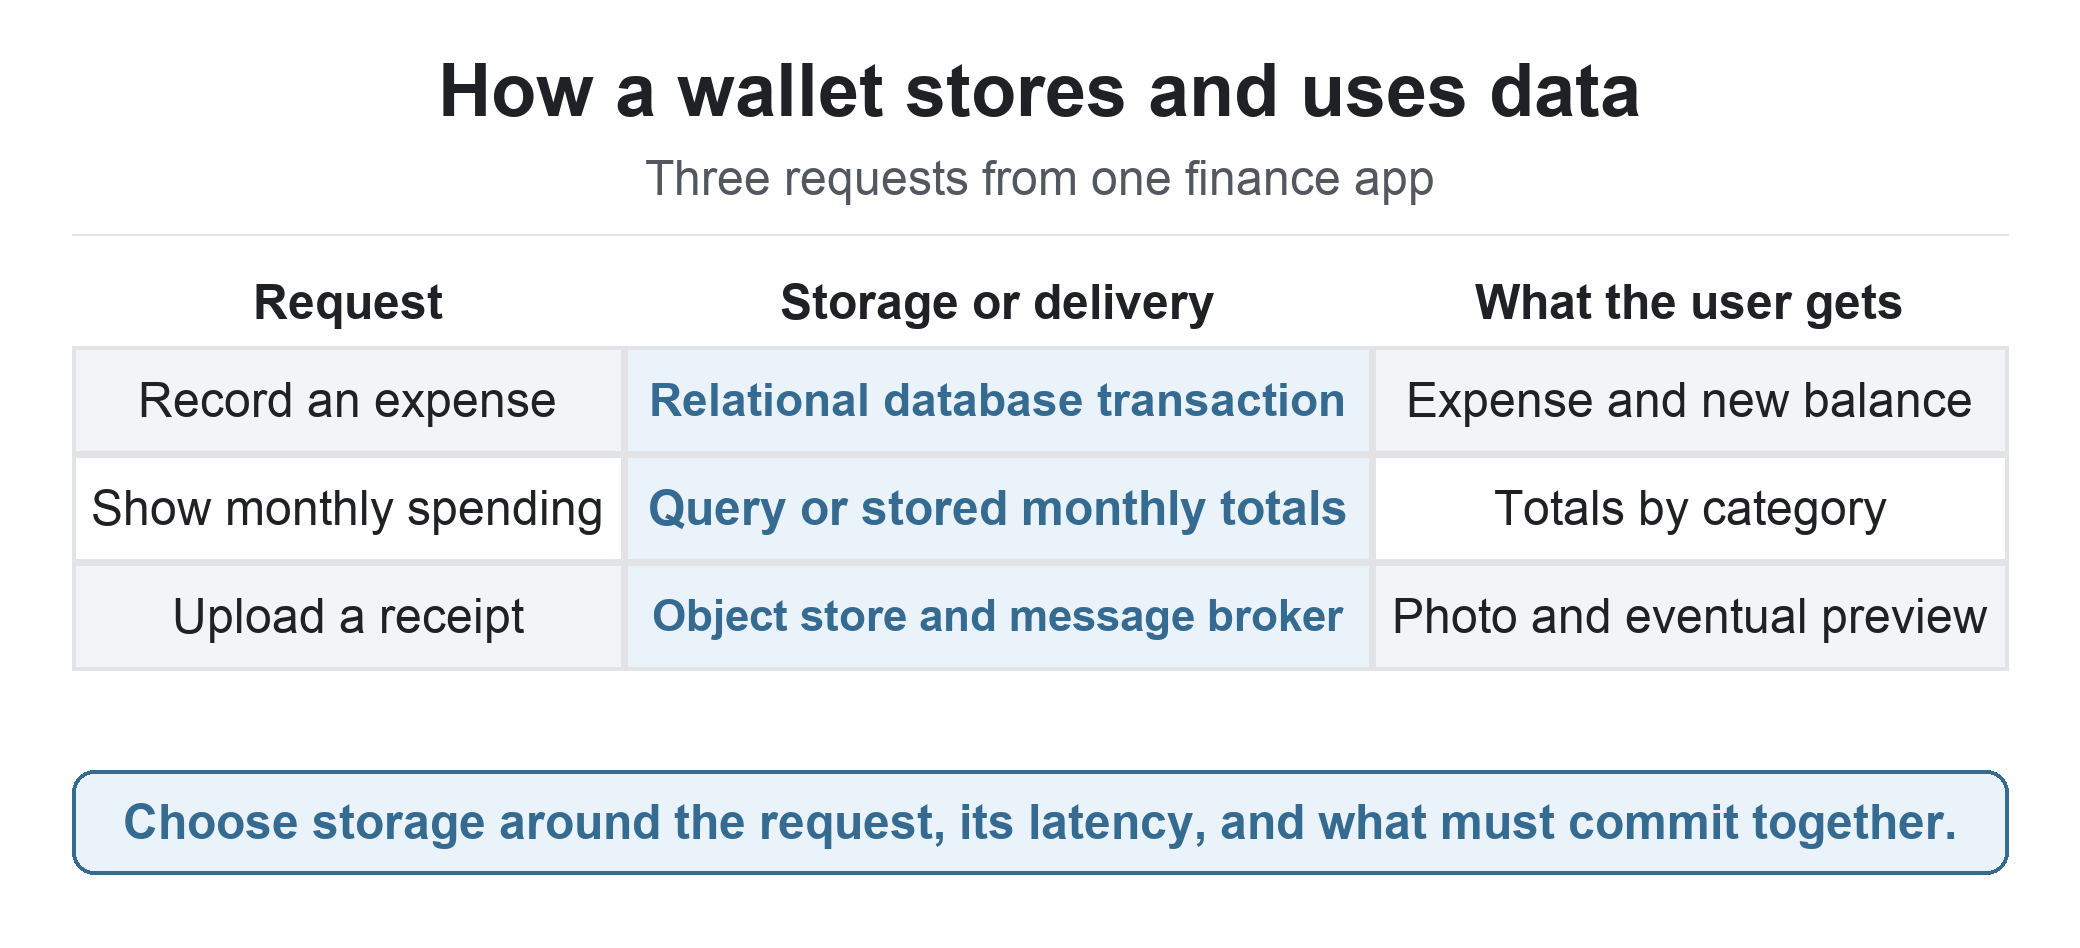 How a wallet stores and uses data
Three requests from one finance app
Request Storage or delivery What the user gets
Record an expense Relational database transaction Expense and new balance
Show monthly spending Query or stored monthly totals Totals by category
Upload a receipt Object store and message broker Photo and eventual preview
Choose storage around the request, its latency, and what must commit together.